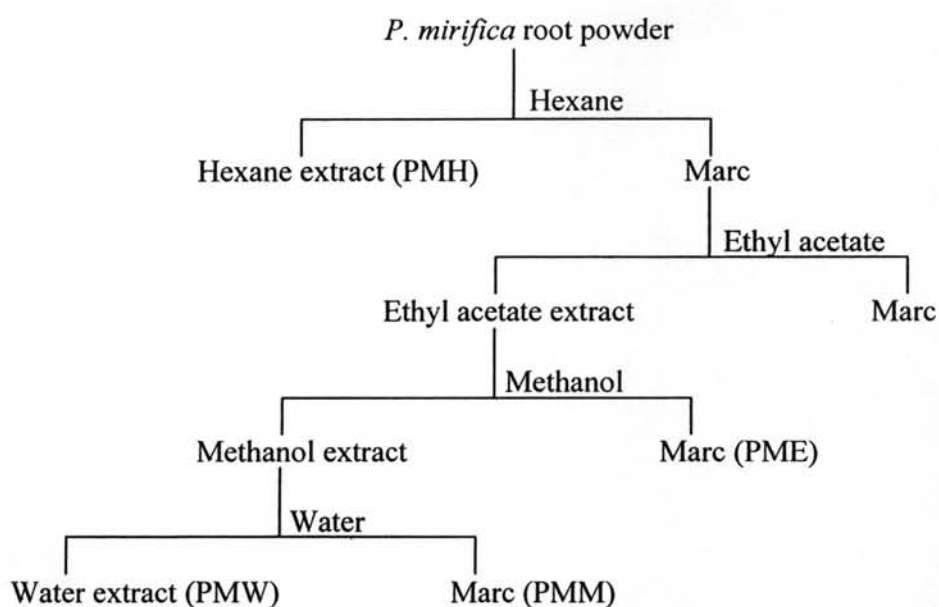 P. mirifica root powder
Hexane
Hexane extract (PMH) Marc
Ethyl acetate
Ethyl acetate extract Marc
Methanol
Methanol extract Marc (PME)
Water
Water extract (PMW) Marc (PMM)